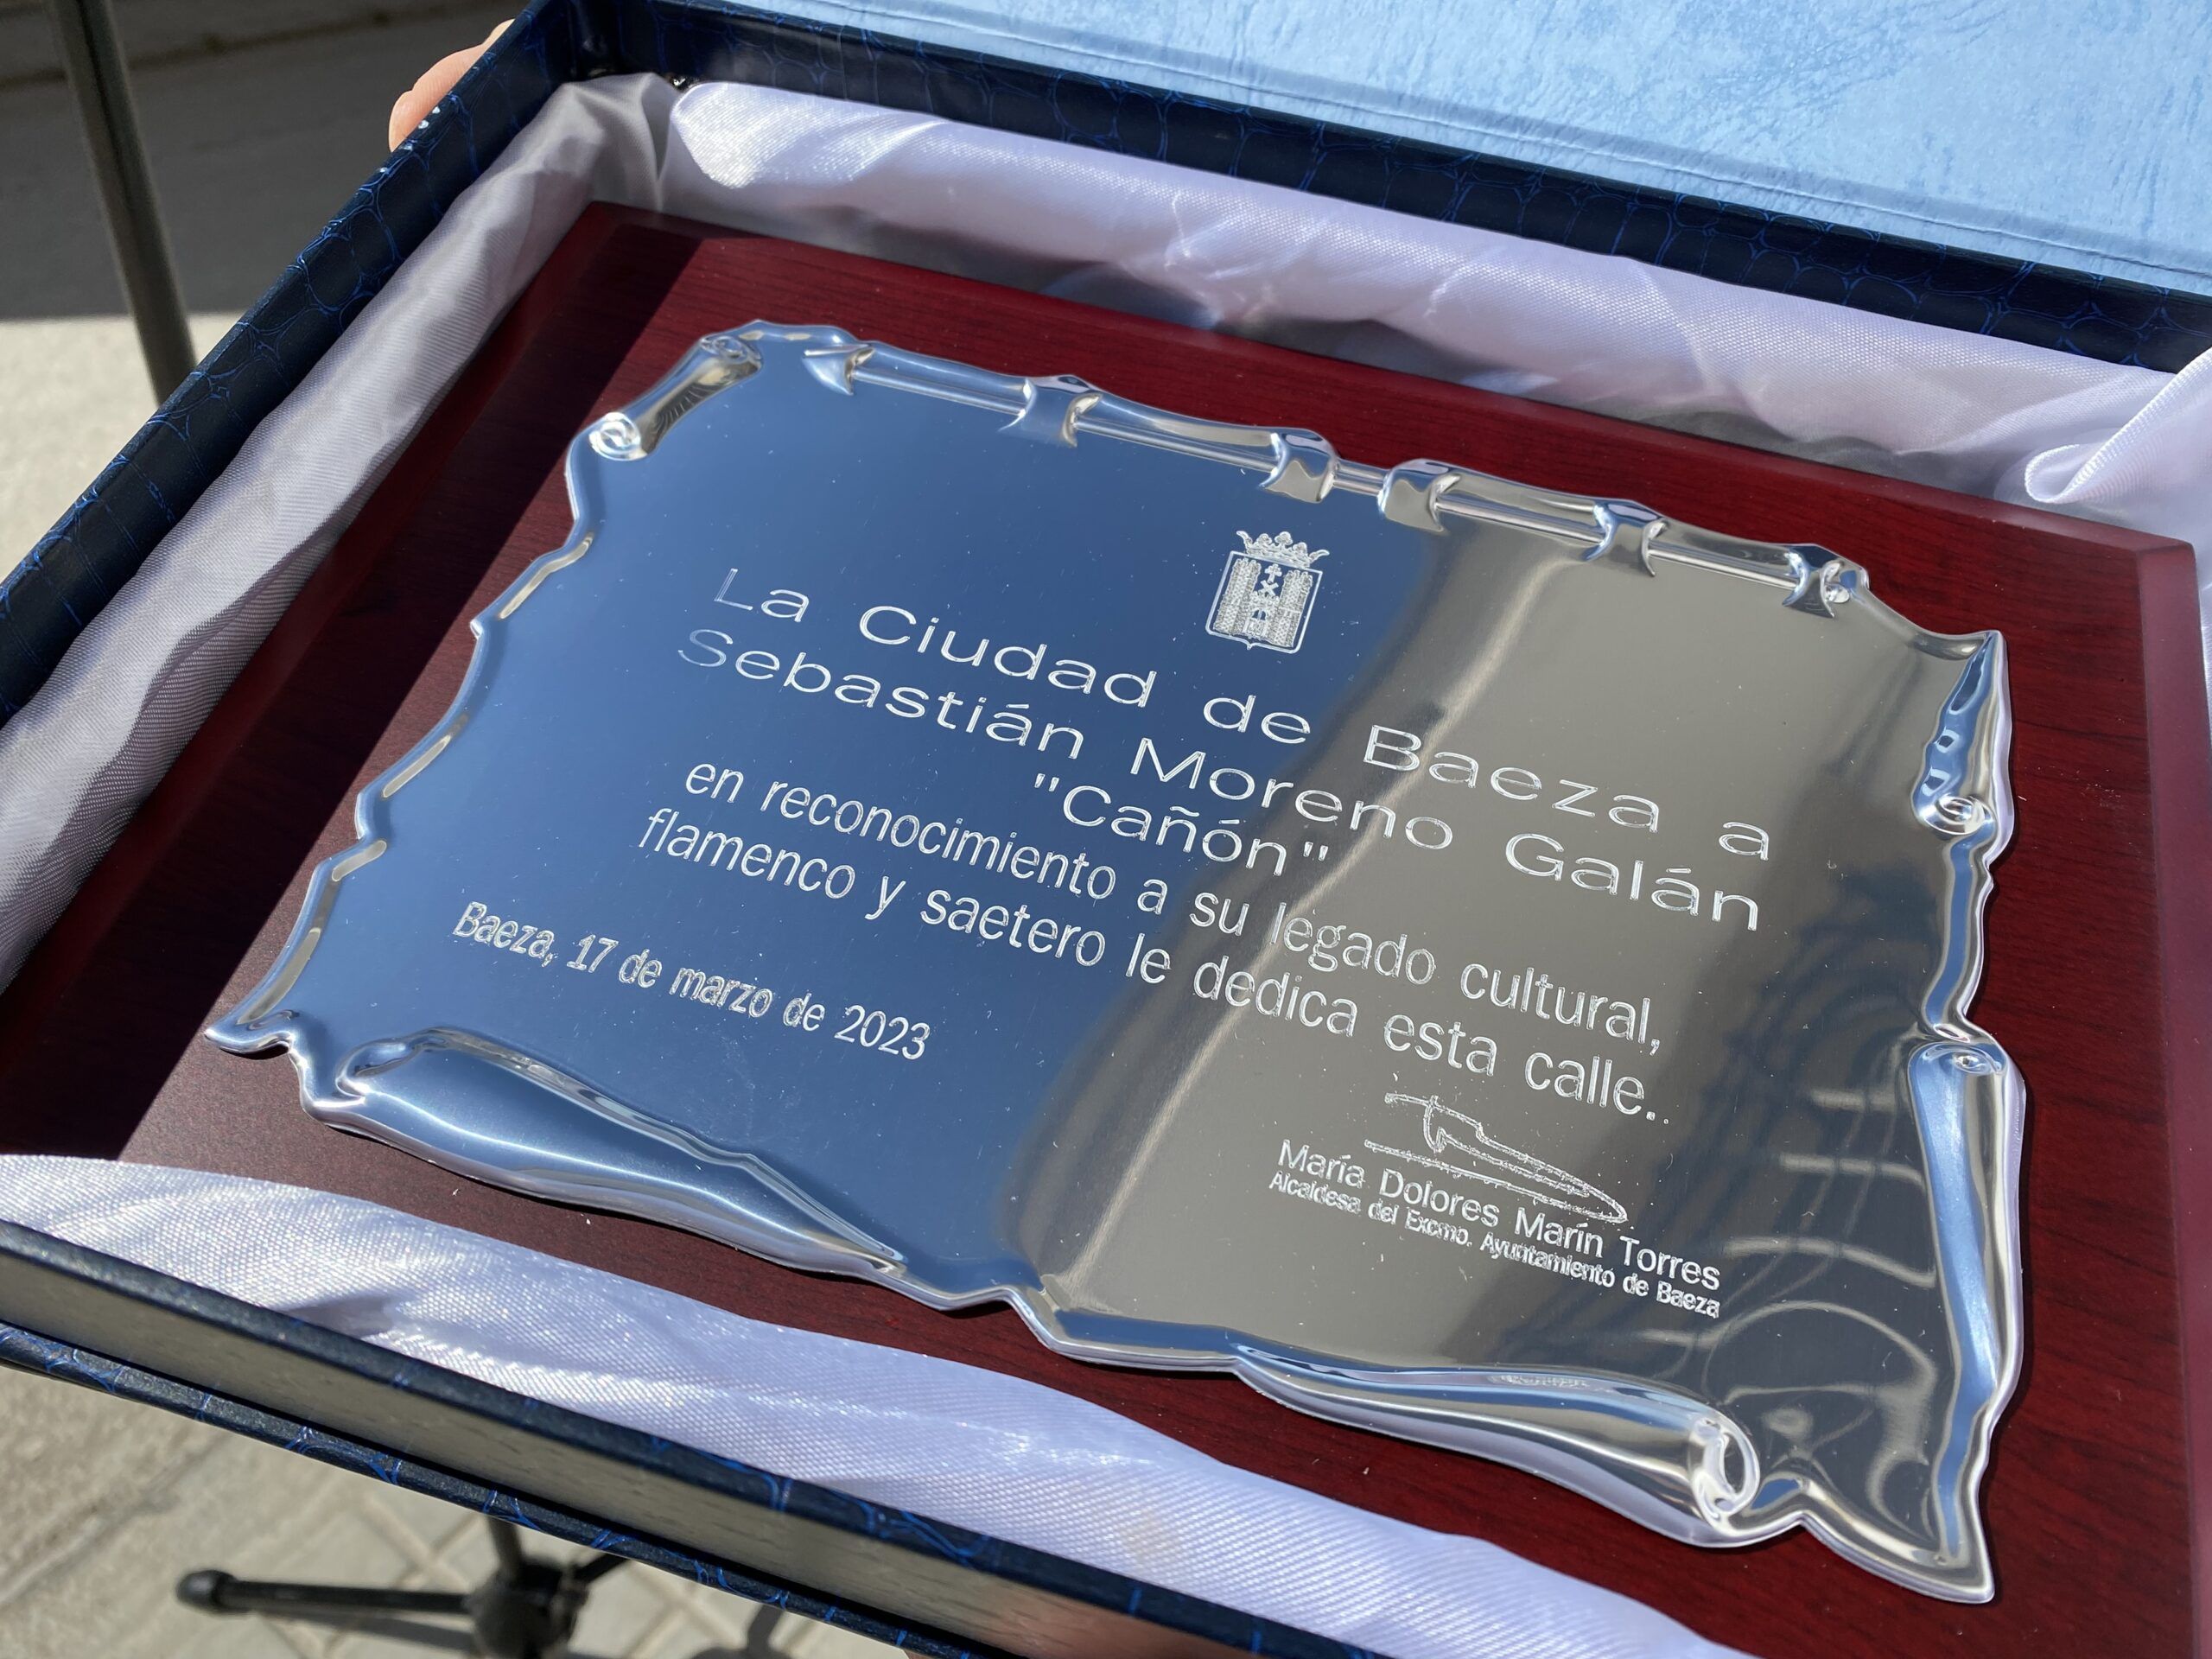 La Ciudad de Baeza a
Sebastián Moreno Galán
"Cañón"
en reconocimiento a su legado cultural,
flamenco y saetero le dedica esta calle..
Baeza, 17 de marzo de 2023
María Dolores Marín Torres
Alcaldesa del Excmo. Ayuntamiento de Baeza